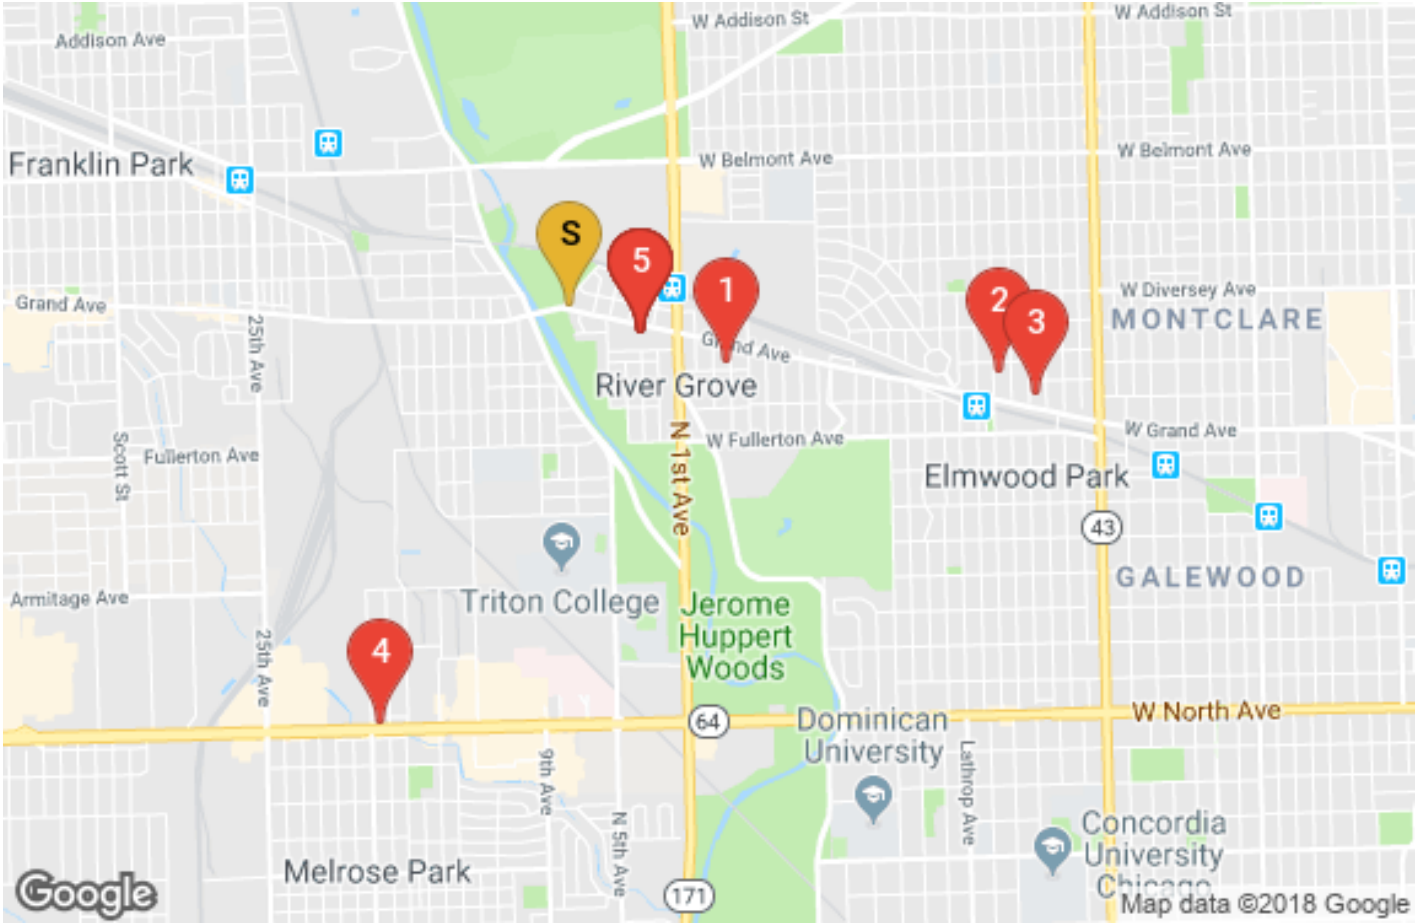 W Addison St
W Addison St
Addison Ave
W Belmont Ave
W Belmont Ave
Franklin Park
S
5
1
2
3
W Diversey Ave
MONTCLARE
Grand Ave
25th Ave
Grand Ave
River Grove
W Grand Ave
W Fullerton Ave
Fullerton Ave
Scott St
N 1st Ave
Elmwood Park
43
GALEWOOD
Triton College
Armitage Ave
Jerome
Huppert
Woods
25th Ave
4
64
W North Ave
Dominican
University
9th Ave
Lathrop Ave
N 5th Ave
Concordia
University
Chicago
Melrose Park
171
Google
Map data ©2018 Google